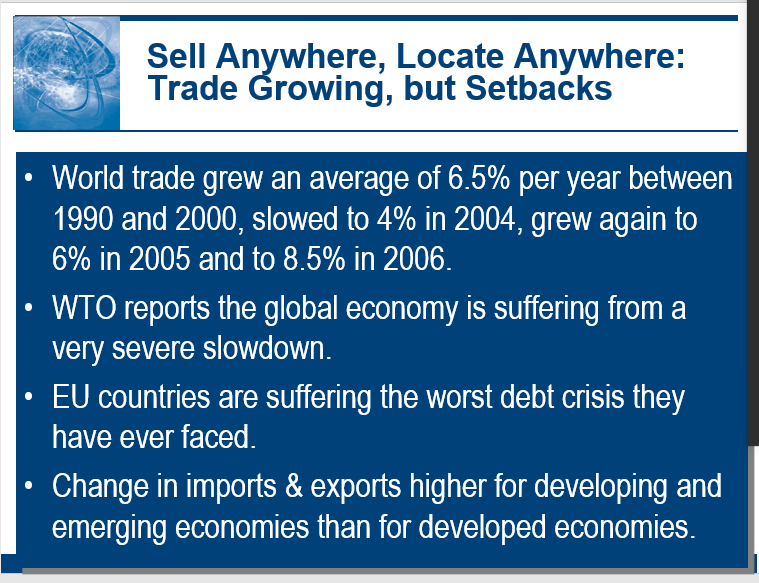 Sell Anywhere, Locate Anywhere:
Trade Growing, but Setbacks
• World trade grew an average of 6.5% per year between
1990 and 2000, slowed to 4% in 2004, grew again to
6% in 2005 and to 8.5% in 2006.
• WTO reports the global economy is suffering from a
very severe slowdown.
• EU countries are suffering the worst debt crisis they
have ever faced.
• Change in imports & exports higher for developing and
emerging economies than for developed economies.